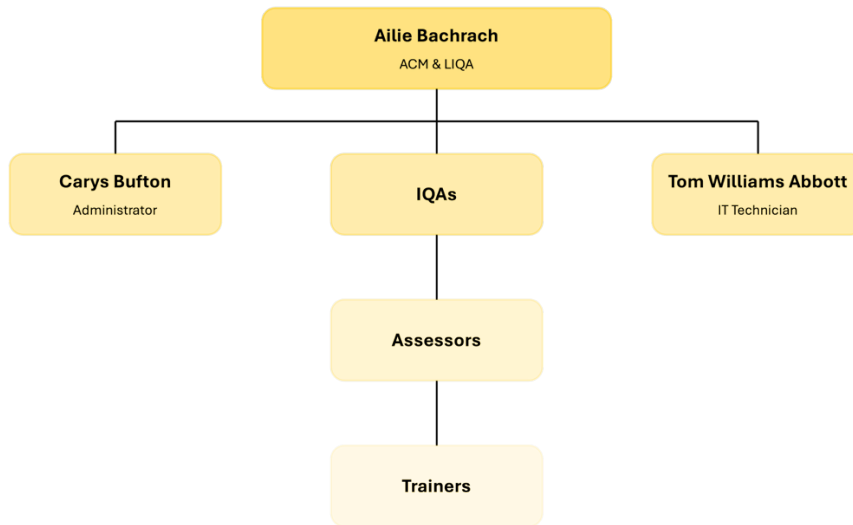 Ailie Bachrach
ACM & LIQA
Carys Bufton
Administrator
IQAs
Tom Williams Abbott
IT Technician
Assessors
Trainers